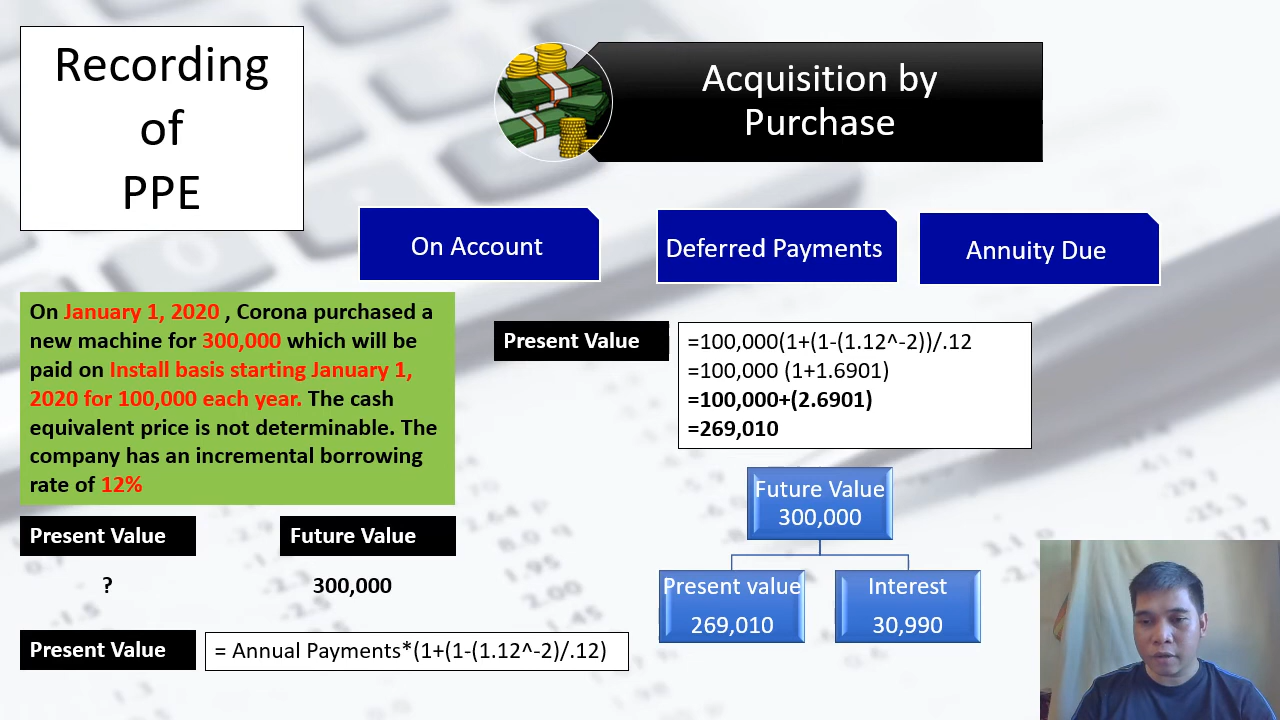 Recording
of
PPE
Acquisition by
Purchase
On Account
Deferred Payments
Annuity Due
On January 1, 2020 , Corona purchased a
new machine for 300,000 which will be
paid on Install basis starting January 1,
2020 for 100,000 each year. The cash
equivalent price is not determinable. The
company has an incremental borrowing
rate of 12%
Present Value
Future Value
?
300,000
Present Value
= Annual Payments*(1+(1-(1.12^-2)/.12)
Present Value
=100,000(1+(1-(1.12^-2))/.12
=100,000 (1+1.6901)
=100,000+(2.6901)
=269,010
Future Value
300,000
Present value
269,010
Interest
30,990